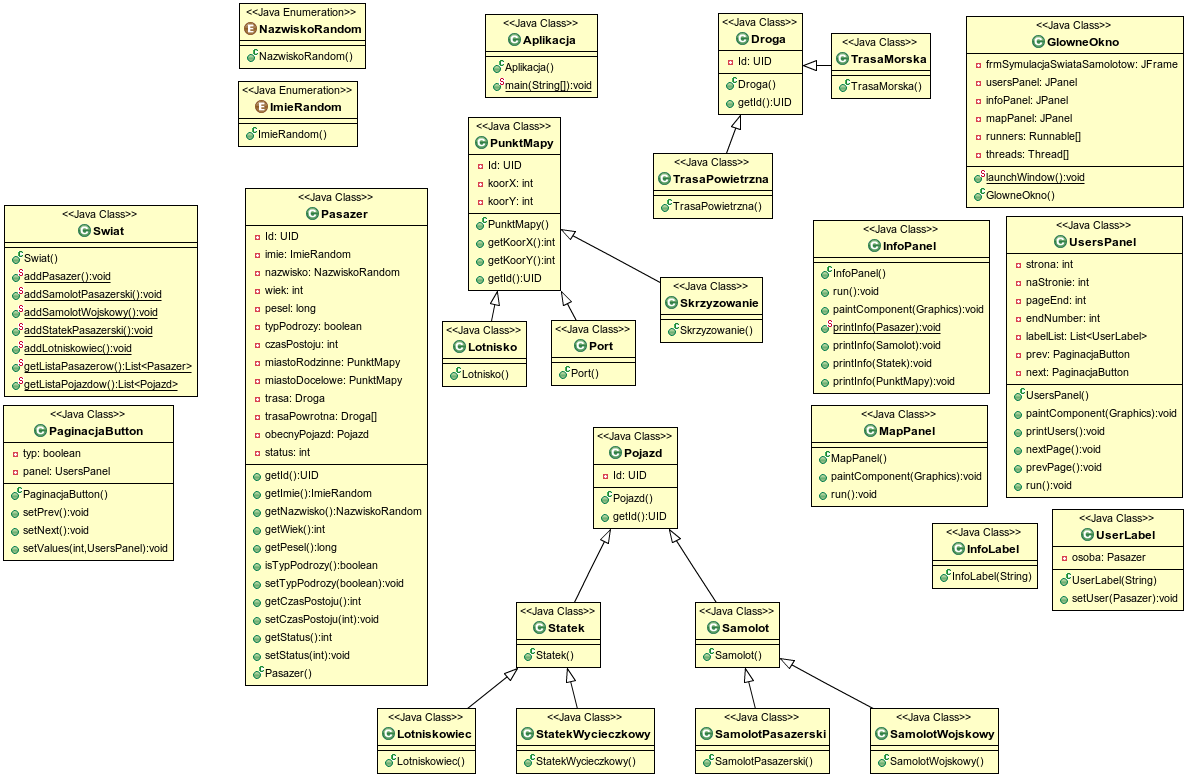 <<Java Enumeration>>
NazwiskoRandom
NazwiskoRandom()
<<Java Enumeration>>
ImieRandom
ImieRandom()
<<Java Class>>
Aplikacja
Aplikacja()
main(String[]):void
<<Java Class>>
Droga
Id: UID
Droga()
getId():UID
<<Java Class>>
TrasaMorska
TrasaMorska()
<<Java Class>>
GlowneOkno
frmSymulacjaSwiataSamolotow: JFrame
usersPanel: JPanel
infoPanel: JPanel
mapPanel: JPanel
runners: Runnable[]
threads: Thread[]
launchWindow():void
GlowneOkno()
<<Java Class>>
PunktMapy
Id: UID
koorX: int
koorY: int
PunktMapy()
getKoorX():int
getKoorY():int
getId():UID
<<Java Class>>
TrasaPowietrzna
TrasaPowietrzna()
<<Java Class>>
Swiat
Swiat()
addPasazer():void
addSamolotPasazerski():void
addSamolotWojskowy():void
addStatekPasazerski():void
addLotniskowiec():void
getListaPasazerow():List<Pasazer>
getListaPojazdow():List<Pojazd>
<<Java Class>>
Pasazer
Id: UID
imie: ImieRandom
nazwisko: NazwiskoRandom
wiek: int
pesel: long
typPodrozy: boolean
czasPostoju: int
miastoRodzinne: PunktMapy
miastoDocelowe: PunktMapy
trasa: Droga
trasaPowrotna: Droga[]
obecnyPojazd: Pojazd
status: int
getId():UID
getImie():ImieRandom
getNazwisko():NazwiskoRandom
getWiek():int
getPesel():long
isTypPodrozy():boolean
setTypPodrozy(boolean):void
getCzasPostoju():int
setCzasPostoju(int):void
getStatus():int
setStatus(int):void
Pasazer()
<<Java Class>>
Skrzyzowanie
Skrzyzowanie()
<<Java Class>>
Lotnisko
Lotnisko()
<<Java Class>>
Port
Port()
<<Java Class>>
InfoPanel
InfoPanel()
run():void
paintComponent(Graphics):void
printInfo(Pasazer):void
printInfo(Samolot):void
printInfo(Statek):void
printInfo(PunktMapy):void
<<Java Class>>
UsersPanel
strona: int
naStronie: int
pageEnd: int
endNumber: int
labelList: List<UserLabel>
prev: PaginacjaButton
next: PaginacjaButton
UsersPanel()
paintComponent(Graphics):void
printUsers():void
nextPage():void
prevPage():void
run():void
<<Java Class>>
PaginacjaButton
typ: boolean
panel: UsersPanel
PaginacjaButton()
setPrev():void
setNext():void
setValues(int,UsersPanel):void
<<Java Class>>
MapPanel
MapPanel()
paintComponent(Graphics):void
run():void
<<Java Class>>
Pojazd
Id: UID
Pojazd()
getId():UID
<<Java Class>>
InfoLabel
InfoLabel(String)
<<Java Class>>
UserLabel
osoba: Pasazer
UserLabel(String)
setUser(Pasazer):void
<<Java Class>>
Statek
Statek()
<<Java Class>>
Samolot
Samolot()
<<Java Class>>
Lotniskowiec
Lotniskowiec()
<<Java Class>>
StatekWycieczkowy
StatekWycieczkowy()
<<Java Class>>
SamolotPasazerski
SamolotPasazerski()
<<Java Class>>
SamolotWojskowy
SamolotWojskowy()